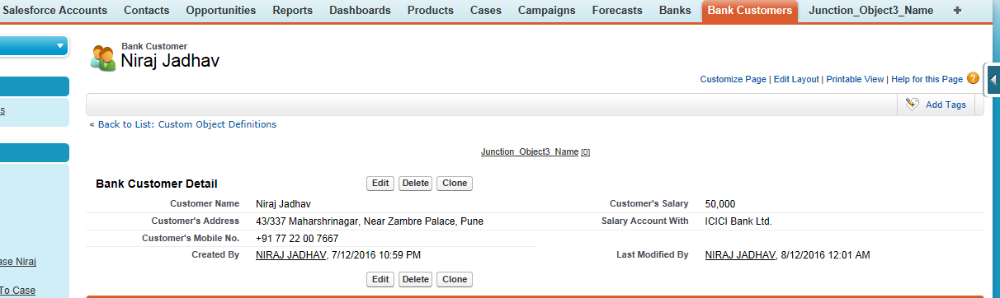 Salesforce Accounts Contacts Opportunities Reports Dashboards Products Cases Campaigns Forecasts Banks Bank Customers Junction_Object3_Name +
Bank Customer
Niraj Jadhav
Customize Page | Edit Layout | Printable View | Help for this Page ?
Add Tags
« Back to List: Custom Object Definitions
Junction_Object3_Name [0]
Bank Customer Detail Edit Delete Clone
Customer Name Niraj Jadhav Customer's Salary 50,000
Customer's Address 43/337 Maharshrinagar, Near Zambre Palace, Pune Salary Account With ICICI Bank Ltd.
Customer's Mobile No. +91 77 22 00 7667
Created By NIRAJ JADHAV, 7/12/2016 10:59 PM Last Modified By NIRAJ JADHAV, 8/12/2016 12:01 AM
ase Niraj
Edit Delete Clone
To Case